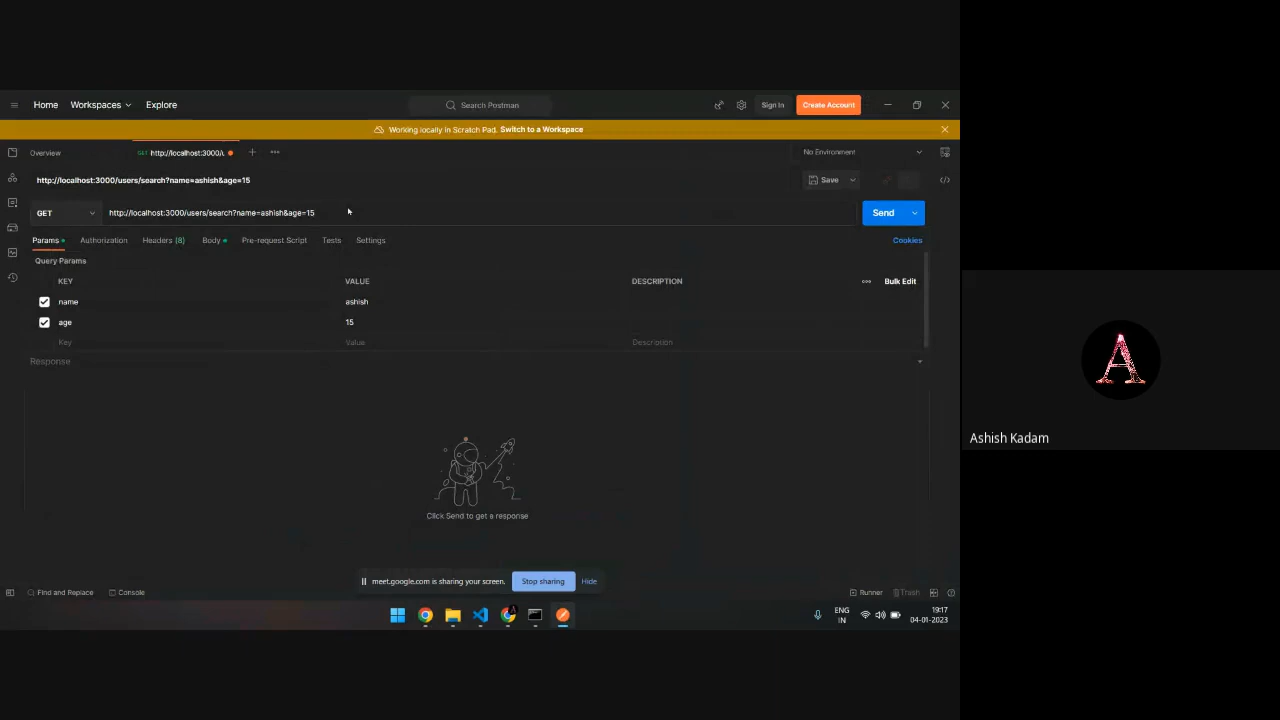 Home Workspaces Explore Search Postman Sign In Create Account
Working locally in Scratch Pad. Switch to a Workspace
Overview GET http://localhost:3000/u No Environment
http://localhost:3000/users/search?name=ashish&age=15 Save
GET http://localhost:3000/users/search?name=ashish&age=15 Send
Params Authorization Headers (8) Body Pre-request Script Tests Settings Cookies
Query Params
KEY VALUE DESCRIPTION Bulk Edit
name ashish
age 15
Key Value Description
Response
A
Ashish Kadam
Click Send to get a response
meet.google.com is sharing your screen. Stop sharing Hide
Find and Replace Console Runner Trash
ENG IN 19:17
04-01-2023